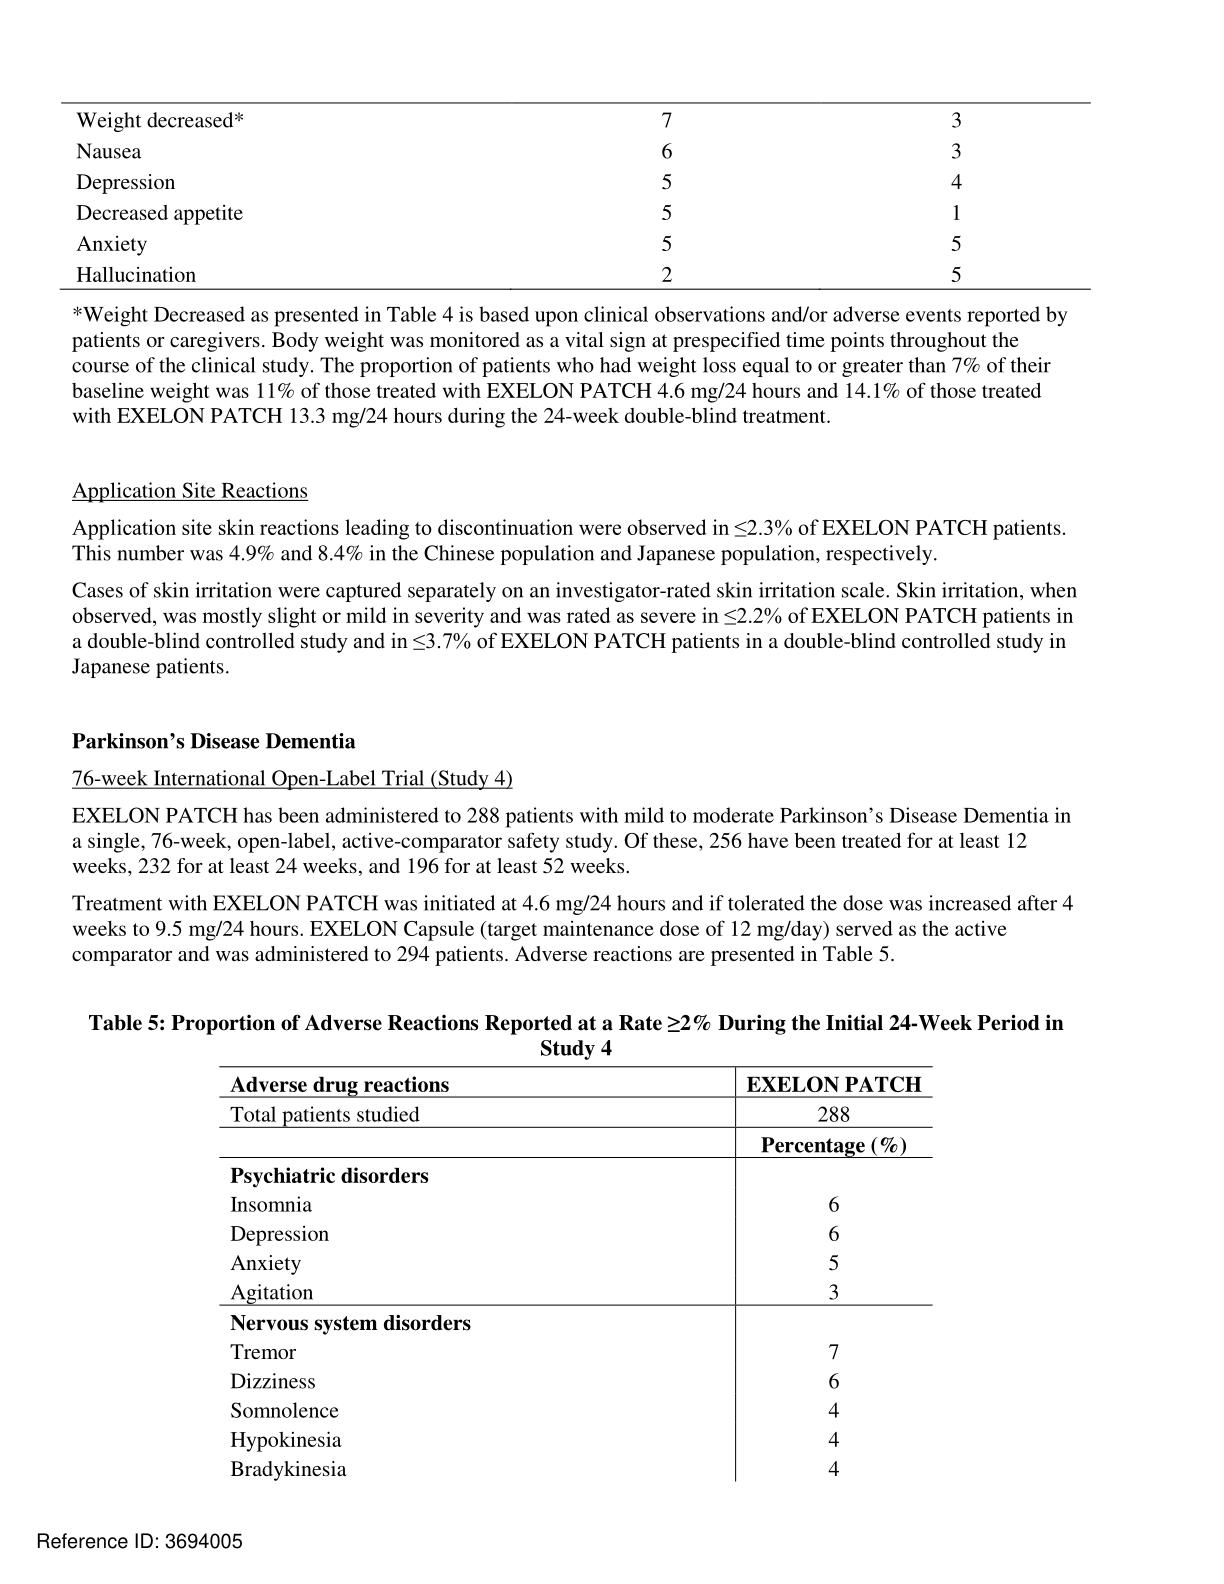 Weight decreased* 7 3
Nausea 6 3
Depression 5 4
Decreased appetite 5 1
Anxiety 5 5
Hallucination 2 5
*Weight Decreased as presented in Table 4 is based upon clinical observations and/or adverse events reported by
patients or caregivers. Body weight was monitored as a vital sign at prespecified time points throughout the
course of the clinical study. The proportion of patients who had weight loss equal to or greater than 7% of their
baseline weight was 11% of those treated with EXELON PATCH 4.6 mg/24 hours and 14.1% of those treated
with EXELON PATCH 13.3 mg/24 hours during the 24-week double-blind treatment.
Application Site Reactions
Application site skin reactions leading to discontinuation were observed in ≤2.3% of EXELON PATCH patients.
This number was 4.9% and 8.4% in the Chinese population and Japanese population, respectively.
Cases of skin irritation were captured separately on an investigator-rated skin irritation scale. Skin irritation, when
observed, was mostly slight or mild in severity and was rated as severe in ≤2.2% of EXELON PATCH patients in
a double-blind controlled study and in ≤3.7% of EXELON PATCH patients in a double-blind controlled study in
Japanese patients.
Parkinson's Disease Dementia
76-week International Open-Label Trial (Study 4)
EXELON PATCH has been administered to 288 patients with mild to moderate Parkinson's Disease Dementia in
a single, 76-week, open-label, active-comparator safety study. Of these, 256 have been treated for at least 12
weeks, 232 for at least 24 weeks, and 196 for at least 52 weeks.
Treatment with EXELON PATCH was initiated at 4.6 mg/24 hours and if tolerated the dose was increased after 4
weeks to 9.5 mg/24 hours. EXELON Capsule (target maintenance dose of 12 mg/day) served as the active
comparator and was administered to 294 patients. Adverse reactions are presented in Table 5.
Table 5: Proportion of Adverse Reactions Reported at a Rate ≥2% During the Initial 24-Week Period in
Study 4
Adverse drug reactions EXELON PATCH
Total patients studied 288
Percentage (%)
Psychiatric disorders
Insomnia 6
Depression 6
Anxiety 5
Agitation 3
Nervous system disorders
Tremor 7
Dizziness 6
Somnolence 4
Hypokinesia 4
Bradykinesia 4
Reference ID: 3694005